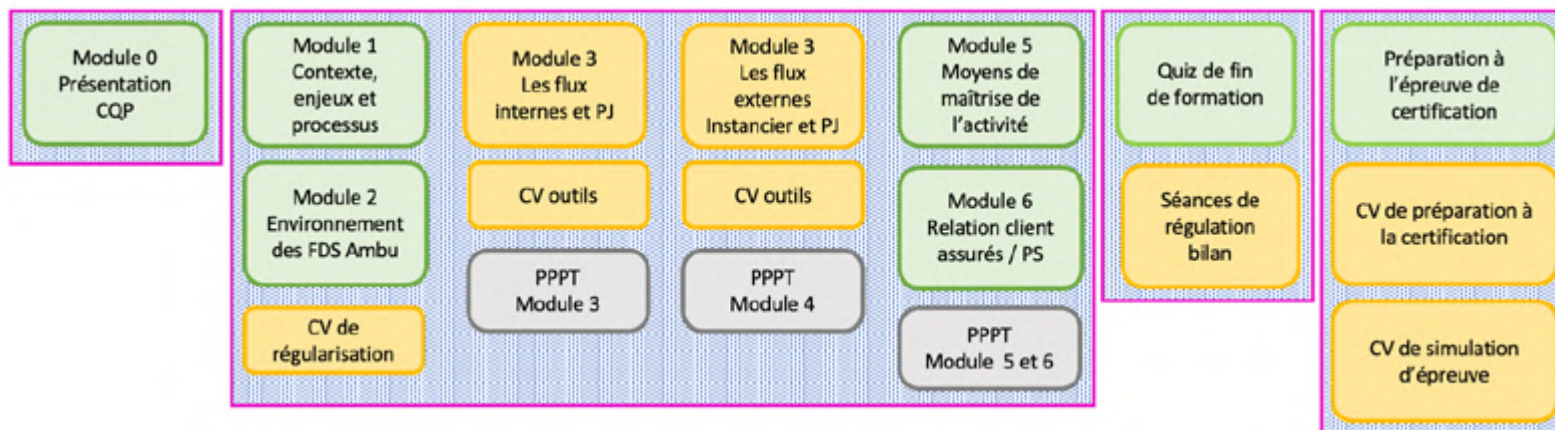 Module 0
Présentation
CQP
Module 1
Contexte,
enjeux et
processus
Module 2
Environnement
des FDS Ambu
CV de
régularisation
Module 3
Les flux
internes et PJ
CV outils
PPPT
Module 3
Module 3
Les flux
externes
Instancier et PJ
CV outils
PPPT
Module 4
Module 5
Moyens de
maîtrise de
l'activité
Module 6
Relation client
assurés / PS
PPPT
Module 5 et 6
Quiz de fin
de formation
Séances de
régulation
bilan
Préparation à
l'épreuve de
certification
CV de préparation à
la certification
CV de simulation
d'épreuve